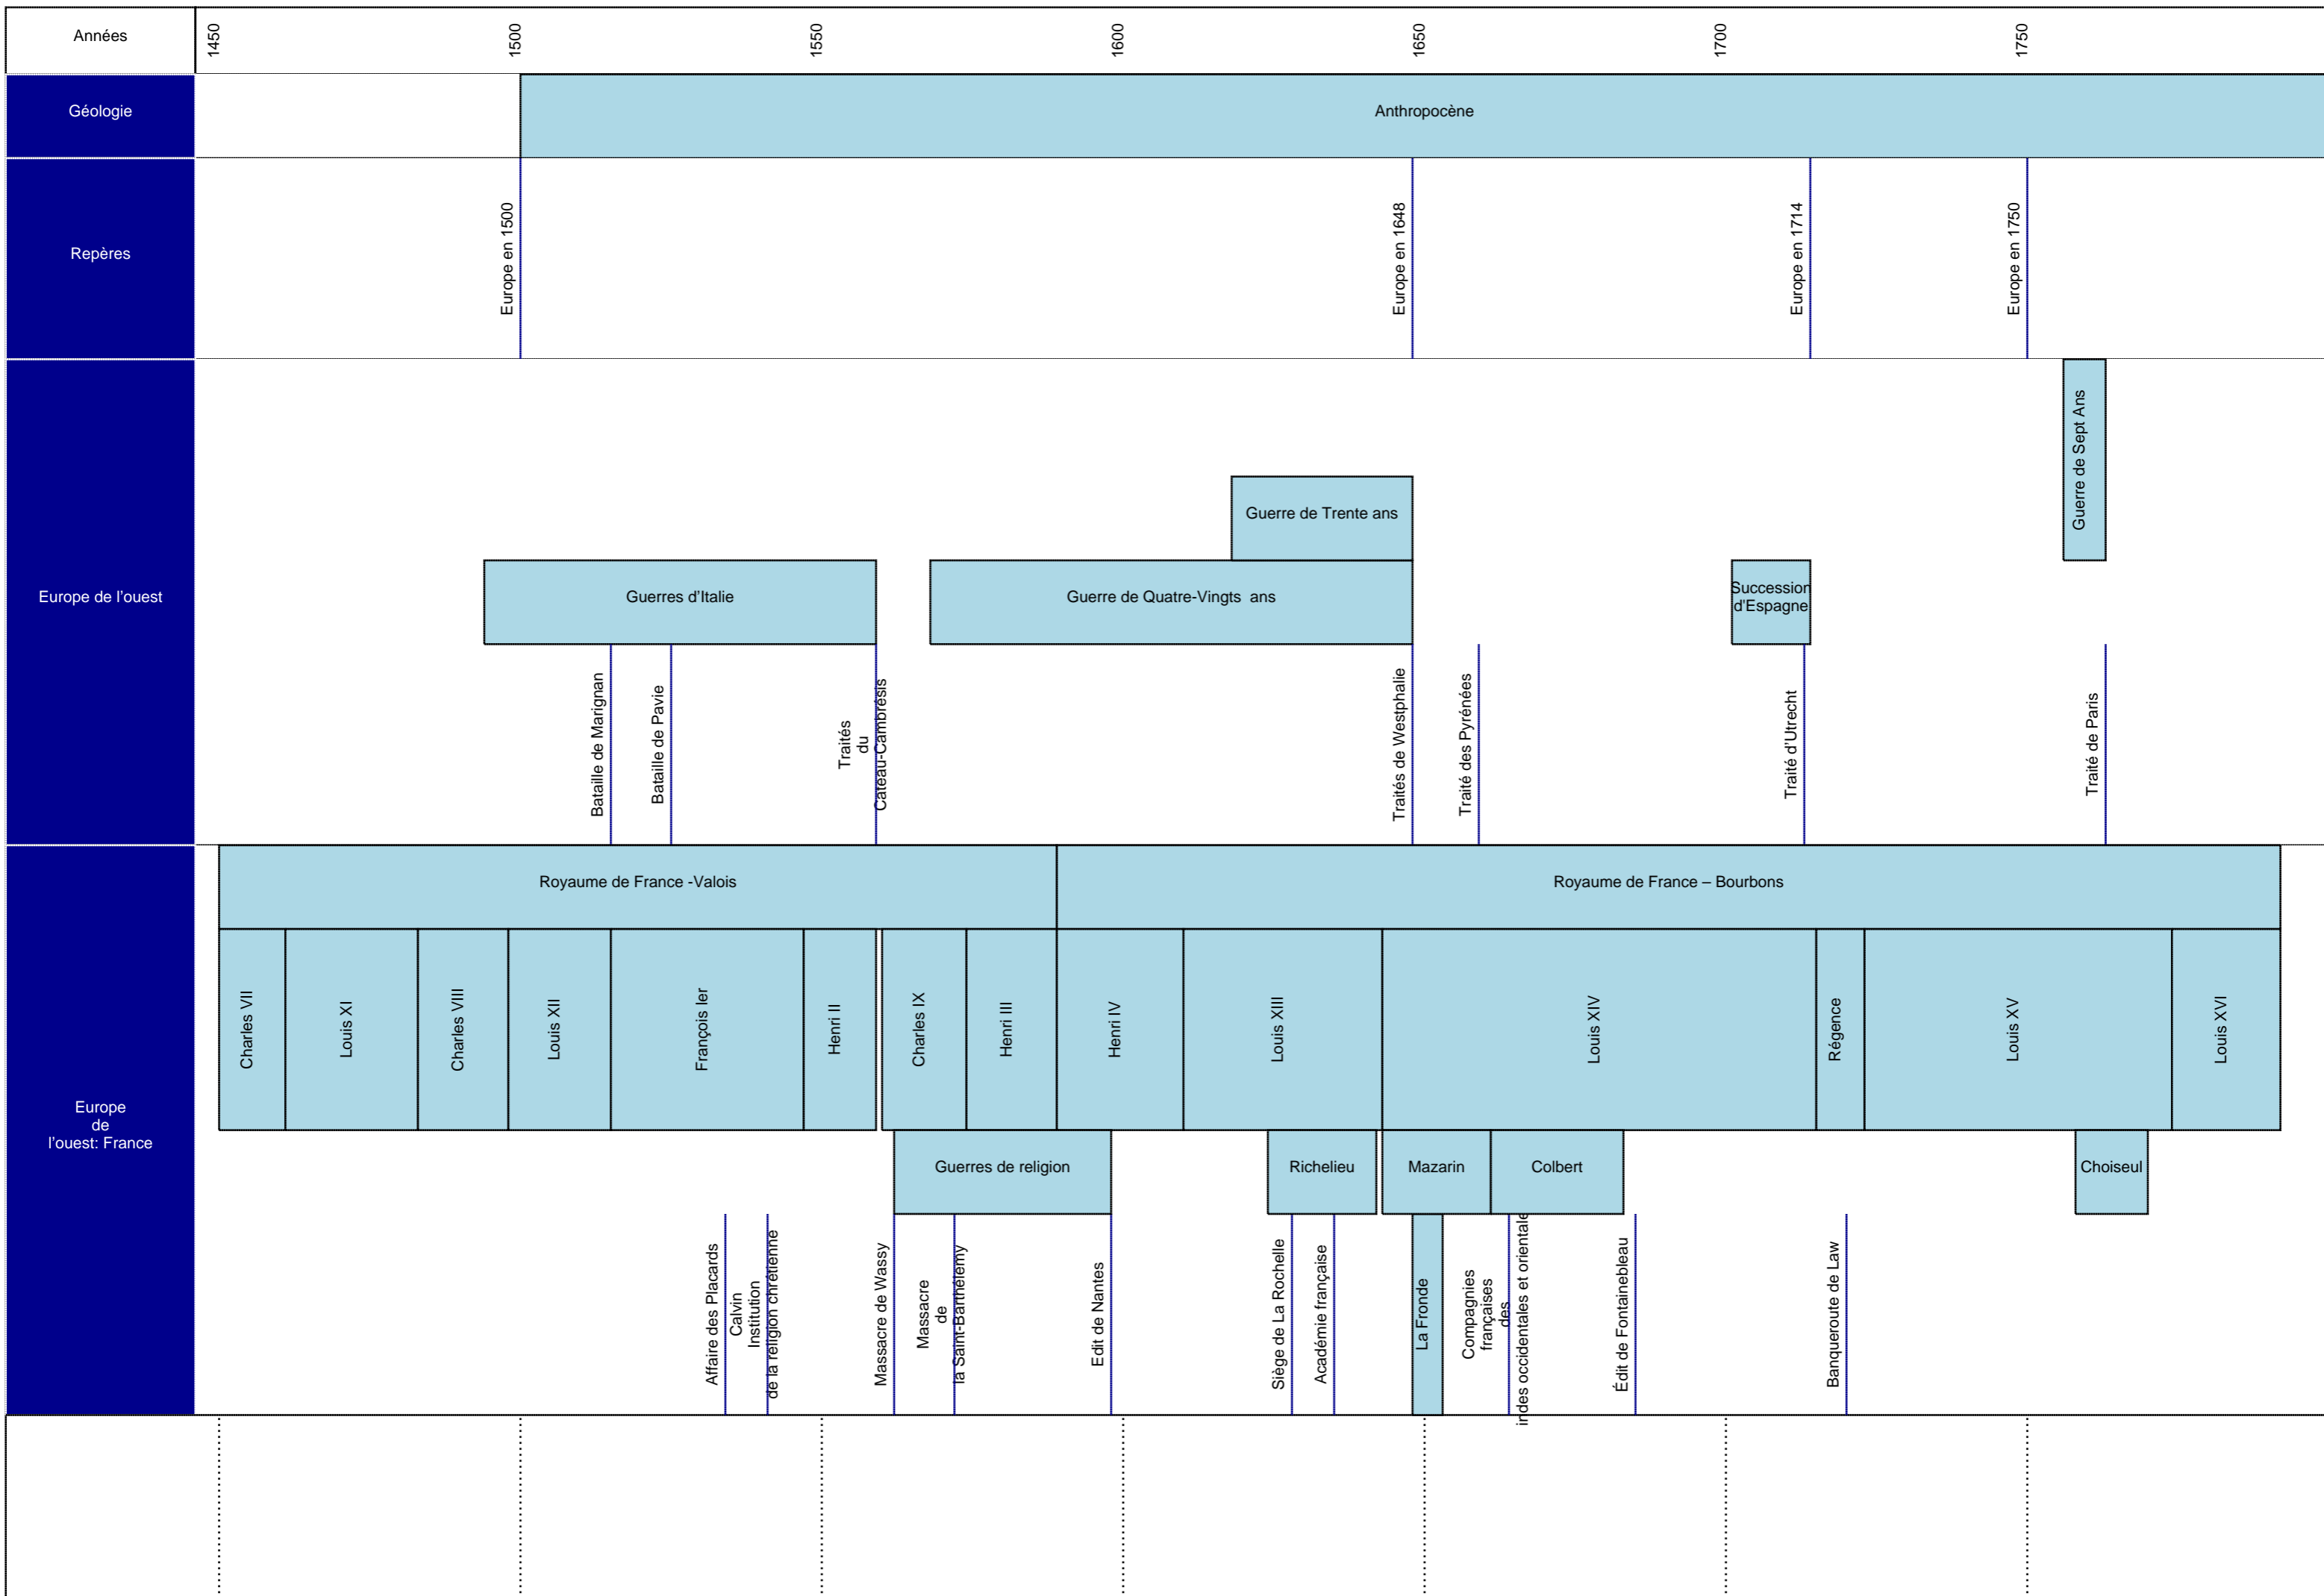 Années
1450
1500
1550
1600
1650
1700
1750
Géologie
Anthropocène
Repères
Europe en 1500
Europe en 1648
Europe en 1714
Europe en 1750
Europe de l'ouest
Guerre de Sept Ans
Guerre de Trente ans
Guerres d'Italie
Guerre de Quatre-Vingts  ans
Succession
d'Espagne
Bataille de Marignan
Bataille de Pavie
Traités
du
Cateau-Cambrésis
Traités de Westphalie
Traité des Pyrénées
Traité d'Utrecht
Traité de Paris
Europe
de
l'ouest: France
Royaume de France -Valois
Royaume de France – Bourbons
Charles VII
Louis XI
Charles VIII
Louis XII
François Ier
Henri II
Charles IX
Henri III
Henri IV
Louis XIII
Louis XIV
Régence
Louis XV
Louis XVI
Guerres de religion
Richelieu
Mazarin
Colbert
Choiseul
Affaire des Placards
Calvin
Institution
de la religion chrétienne
Massacre de Wassy
Massacre
de
la Saint-Barthélemy
Edit de Nantes
Siège de La Rochelle
Académie française
La Fronde
Compagnies
françaises
des
indes occidentales et orientale
Édit de Fontainebleau
Banqueroute de Law